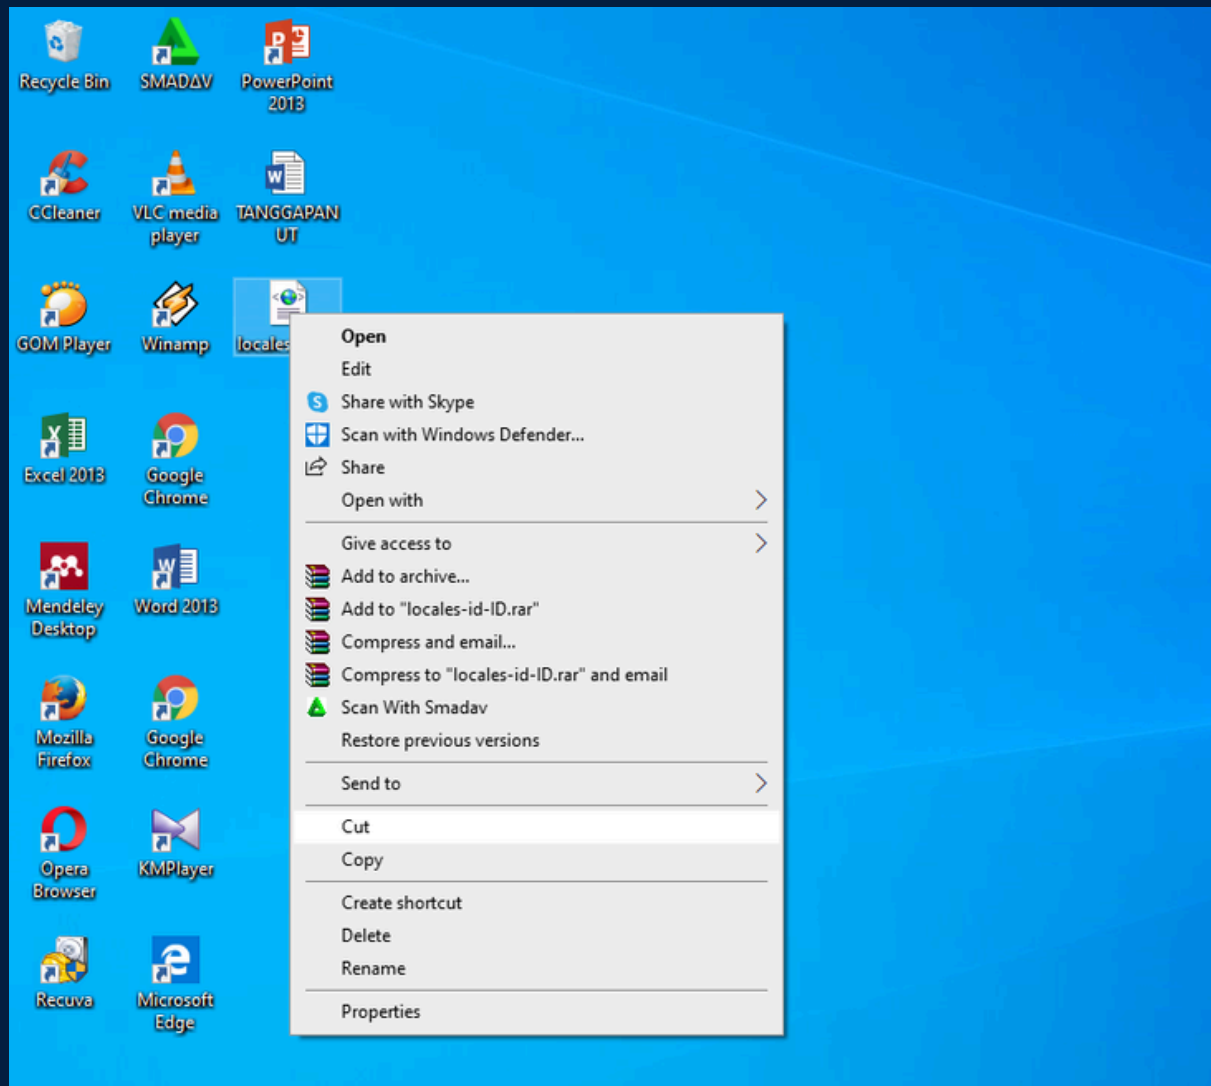 Recycle Bin
SMADAV
PowerPoint
2013
CCleaner
VLC media
player
TANGGAPAN
UT
GOM Player
Winamp
locales
Excel 2013
Google
Chrome
Mendeley
Desktop
Word 2013
Mozilla
Firefox
Google
Chrome
Opera
Browser
KMPlayer
Recuva
Microsoft
Edge
Open
Edit
Share with Skype
Scan with Windows Defender...
Share
Open with
Give access to
Add to archive...
Add to "locales-id-ID.rar"
Compress and email...
Compress to "locales-id-ID.rar" and email
Scan With Smadav
Restore previous versions
Send to
Cut
Copy
Create shortcut
Delete
Rename
Properties